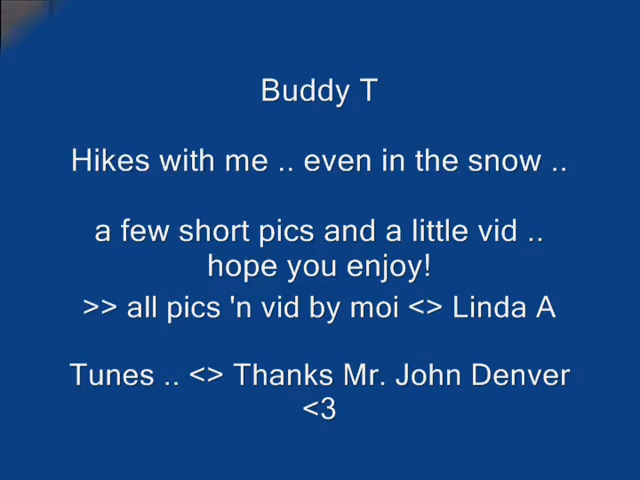 Buddy T
Hikes with me .. even in the snow ..
a few short pics and a little vid ..
hope you enjoy!
>> all pics 'n vid by moi <> Linda A
Tunes .. <> Thanks Mr. John Denver
<3